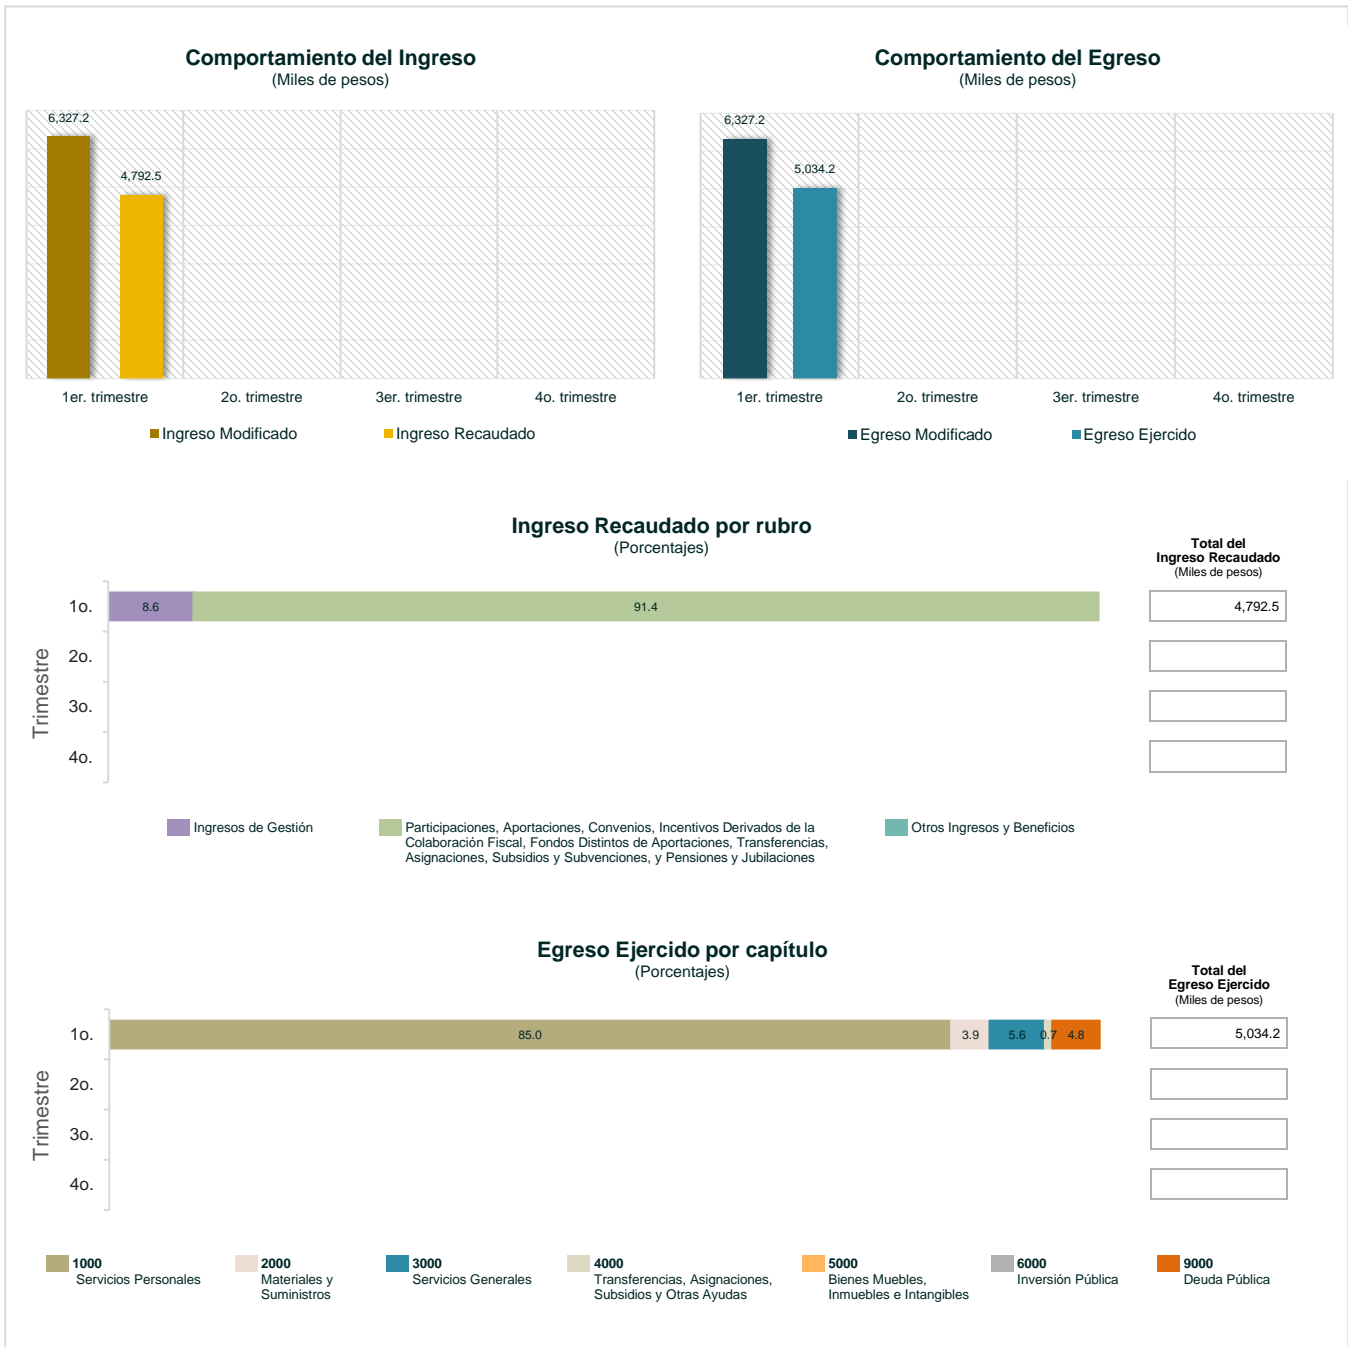 Comportamiento del Ingreso
(Miles de pesos)
6,327.2
4,792.5
1er. trimestre
2o. trimestre
3er. trimestre
4o. trimestre
Ingreso Modificado
Ingreso Recaudado
Comportamiento del Egreso
(Miles de pesos)
6,327.2
5,034.2
1er. trimestre
2o. trimestre
3er. trimestre
4o. trimestre
Egreso Modificado
Egreso Ejercido
Ingreso Recaudado por rubro
(Porcentajes)
Total del
Ingreso Recaudado
(Miles de pesos)
Trimestre
1o.
8.6
91.4
4,792.5
2o.
3o.
4o.
Ingresos de Gestión
Participaciones, Aportaciones, Convenios, Incentivos Derivados de la
Colaboración Fiscal, Fondos Distintos de Aportaciones, Transferencias,
Asignaciones, Subsidios y Subvenciones, y Pensiones y Jubilaciones
Otros Ingresos y Beneficios
Egreso Ejercido por capítulo
(Porcentajes)
Total del
Egreso Ejercido
(Miles de pesos)
Trimestre
1o.
85.0
3.9
5.6
0.7
4.8
5,034.2
2o.
3o.
4o.
1000
Servicios Personales
2000
Materiales y
Suministros
3000
Servicios Generales
4000
Transferencias, Asignaciones,
Subsidios y Otras Ayudas
5000
Bienes Muebles,
Inmuebles e Intangibles
6000
Inversión Pública
9000
Deuda Pública